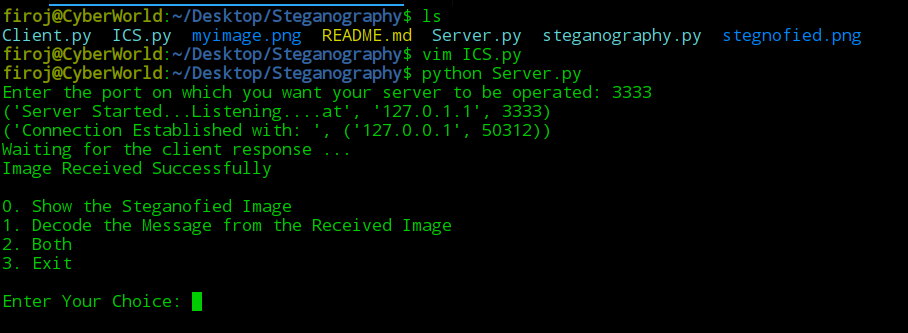 firoj@CyberWorld:~/Desktop/Steganography$ ls
Client.py ICS.py myimage.png README.md Server.py steganography.py stegnofied.png
firoj@CyberWorld:~/Desktop/Steganography$ vim ICS.py
firoj@CyberWorld:~/Desktop/Steganography$ python Server.py
Enter the port on which you want your server to be operated: 3333
('Server Started...Listening....at', '127.0.1.1', 3333)
('Connection Established with: ', ('127.0.0.1', 50312))
Waiting for the client response ...
Image Received Successfully
0. Show the Steganofied Image
1. Decode the Message from the Received Image
2. Both
3. Exit
Enter Your Choice: